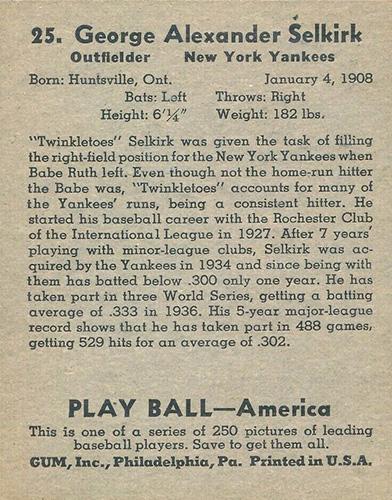 25. George Alexander Selkirk
Outfielder New York Yankees
Born: Huntsville, Ont. January 4, 1908
Bats: Left Throws: Right
Height: 6'¼" Weight: 182 lbs.
"Twinkletoes" Selkirk was given the task of filling
the right-field position for the New York Yankees when
Babe Ruth left. Even though not the home-run hitter
the Babe was, "Twinkletoes" accounts for many of
the Yankees' runs, being a consistent hitter. He
started his baseball career with the Rochester Club
of the International League in 1927. After 7 years'
playing with minor-league clubs, Selkirk was ac-
quired by the Yankees in 1934 and since being with
them has batted below .300 only one year. He has
taken part in three World Series, getting a batting
average of .333 in 1936. His 5-year major-league
record shows that he has taken part in 488 games,
getting 529 hits for an average of .302.
PLAY BALL—America
This is one of a series of 250 pictures of leading
baseball players. Save to get them all.
GUM, Inc., Philadelphia, Pa. Printed in U.S.A.